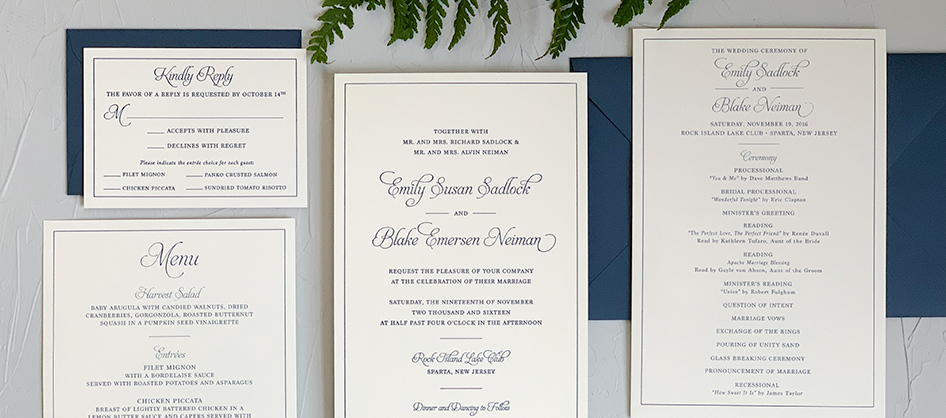 Kindly Reply
THE FAVOR OF A REPLY IS REQUESTED BY OCTOBER 14TH
M
ACCEPTS WITH PLEASURE
DECLINES WITH REGRET
Please indicate the entrée choice for each guest:
FILET MIGNON PANKO CRUSTED SALMON
CHICKEN PICCATA SUNDRIED TOMATO RISOTTO
Menu
Harvest Salad
BABY ARUGULA WITH CANDIED WALNUTS, DRIED
CRANBERRIES, GORGONDOLA, ROASTED BUTTERNUT
SQUASH IN A PUMPKIN SEED VINAIGRETTE
Entrées
FILET MIGNON
WITH A BORDELAISE SAUCE
SERVED WITH ROASTED POTATOES AND ASPARAGUS
CHICKEN PICCATA
BREAST OF LIGHTLY BATTERED CHICKEN IN A
LEMON BUTTER SAUCE AND CAPERS SERVED WITH
TOGETHER WITH
MR. AND MRS. RICHARD SADLOCK &
MR. AND MRS. ALVIN NEIMAN
Emily Susan Sadlock
AND
Blake Emersen Neiman
REQUEST THE PLEASURE OF YOUR COMPANY
AT THE CELEBRATION OF THEIR MARRIAGE
SATURDAY, THE NINETEENTH OF NOVEMBER
TWO THOUSAND AND SIXTEEN
AT HALF PAST FOUR O'CLOCK IN THE AFTERNOON
Rock Island Lake Club
SPARTA, NEW JERSEY
Dinner and Dancing to Follow
THE WEDDING CEREMONY OF
Emily Sadlock
AND
Blake Neiman
SATURDAY, NOVEMBER 19, 2016
ROCK ISLAND LAKE CLUB • SPARTA, NEW JERSEY
Ceremony
PROCESSIONAL
"You & Me" by Dave Matthews Band
BRIDAL PROCESSIONAL
"Wonderful Tonight" by Eric Clapton
MINISTER'S GREETING
READING
"The Perfect Love, The Perfect Friend" by Renée Duvall
Read by Kathleen Tufaro, Aunt of the Bride
READING
Apache Marriage Blessing
Read by Gayle von Ahsen, Aunt of the Groom
MINISTER'S READING
"Union" by Robert Fulghum
QUESTION OF INTENT
MARRIAGE VOWS
EXCHANGE OF THE RINGS
POURING OF UNITY SAND
GLASS BREAKING CEREMONY
PRONOUNCEMENT OF MARRIAGE
RECESSIONAL
"How Sweet It Is" by James Taylor